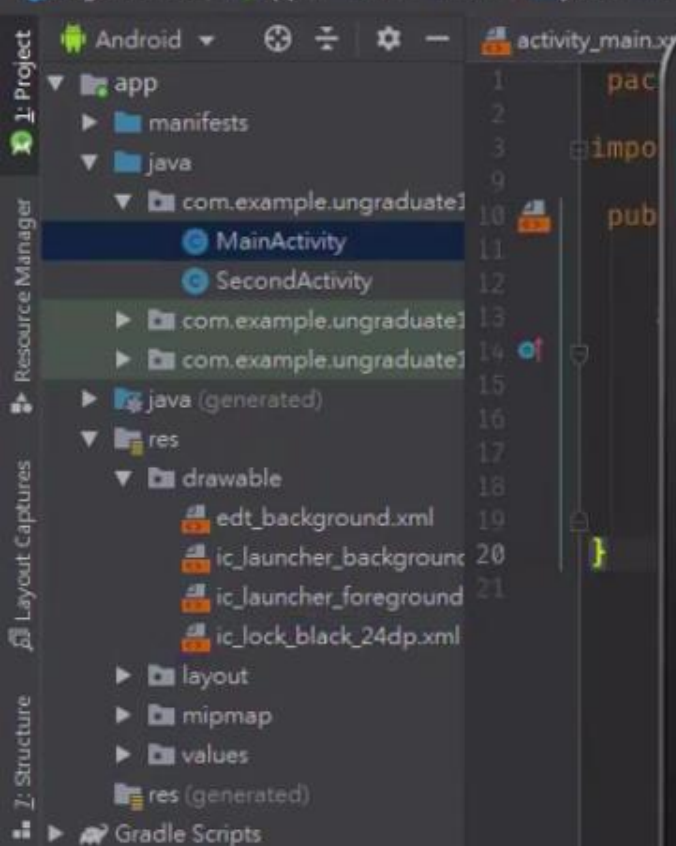 1: Project
Resource Manager
Layout Captures
7: Structure
Android
app
manifests
java
com.example.ungraduate1
MainActivity
SecondActivity
com.example.ungraduate1
com.example.ungraduate1
java (generated)
res
drawable
edt_background.xml
ic_launcher_background
ic_launcher_foreground
ic_lock_black_24dp.xml
layout
mipmap
values
res (generated)
Gradle Scripts
activity_main.x
1 pac
2
3 impo
9
10 pub
11
12
13
14
15
16
17
18
19
20 }
21